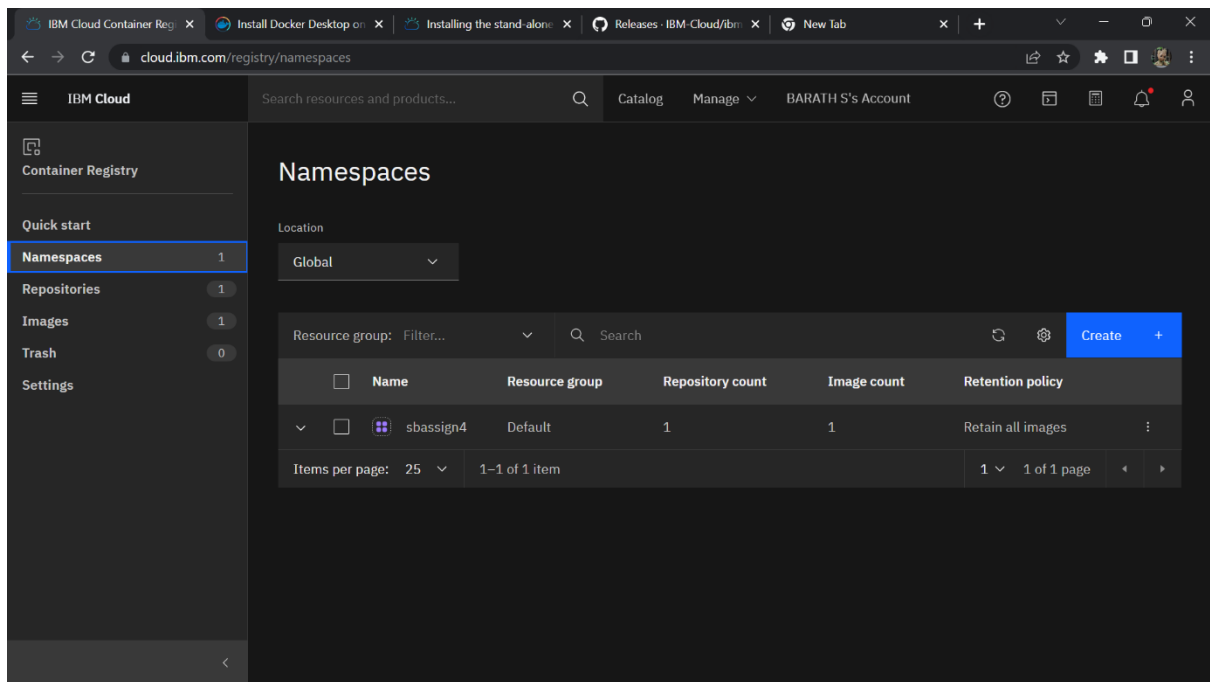 IBM Cloud Container Regi
Install Docker Desktop on
Installing the stand-alone
Releases · IBM-Cloud/ibm
New Tab
cloud.ibm.com/registry/namespaces
IBM Cloud
Search resources and products...
Catalog
Manage
BARATH S's Account
Container Registry
Quick start
Namespaces 1
Repositories 1
Images 1
Trash 0
Settings
Namespaces
Location
Global
Resource group: Filter...
Search
Create +
Name Resource group Repository count Image count Retention policy
sbassign4 Default 1 1 Retain all images
Items per page: 25 1–1 of 1 item 1 1 of 1 page